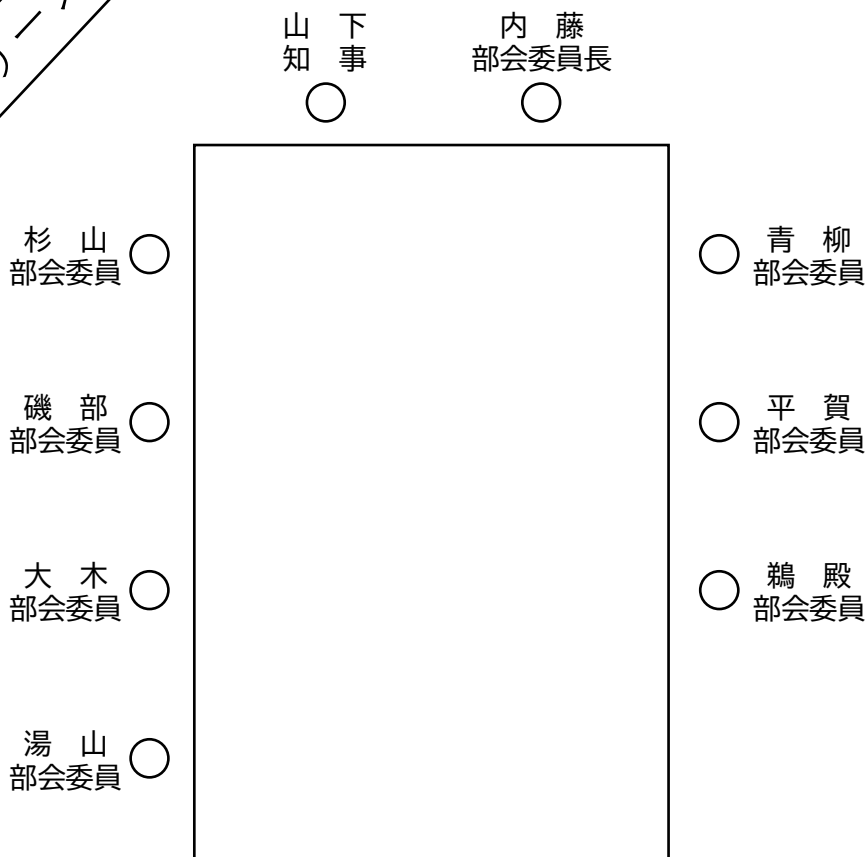 山　下
知　事
内　藤
部会委員長
杉　山
部会委員
青　柳
部会委員
磯　部
部会委員
平　賀
部会委員
大　木
部会委員
鵜　殿
部会委員
湯　山
部会委員